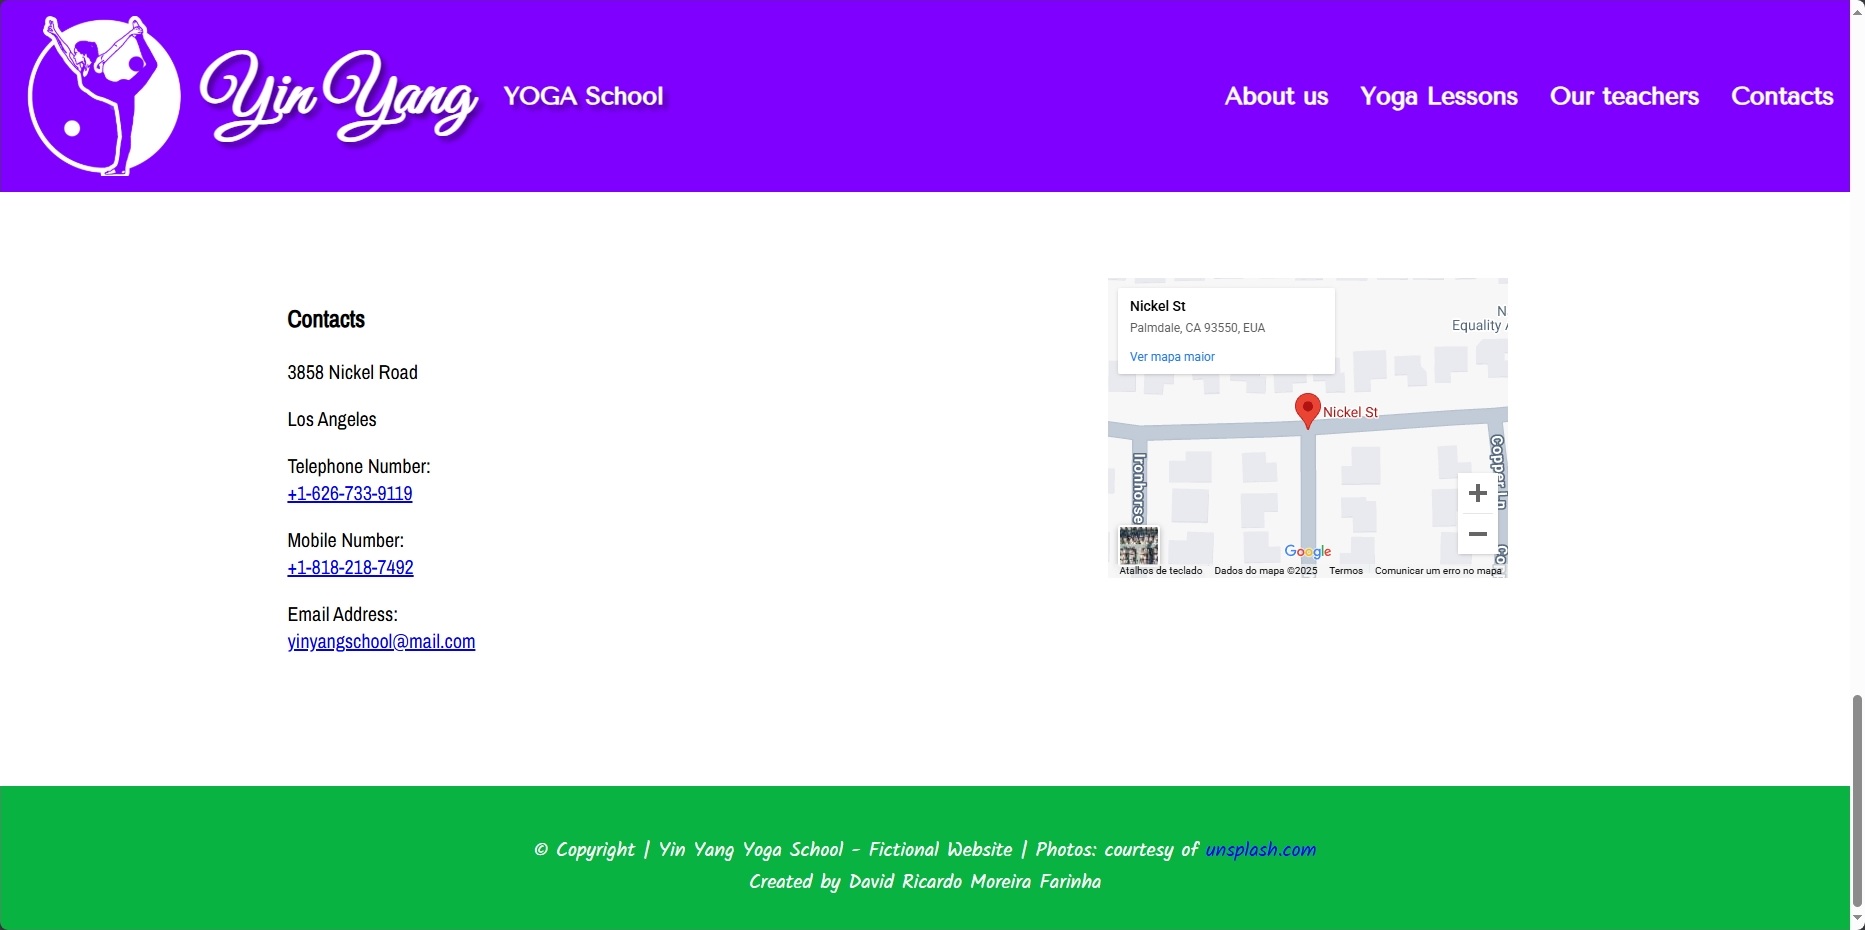 Yin Yang YOGA School
About us Yoga Lessons Our teachers Contacts
Contacts
3858 Nickel Road
Los Angeles
Telephone Number:
+1-626-733-9119
Mobile Number:
+1-818-218-7492
Email Address:
yinyangschool@mail.com
Nickel St
Palmdale, CA 93550, EUA
Ver mapa maior
N
Equality
Nickel St
Ironhorse
Copper Ln
Co
Google
Atalhos de teclado Dados do mapa ©2025 Termos Comunicar um erro no mapa
© Copyright | Yin Yang Yoga School - Fictional Website | Photos: courtesy of unsplash.com
Created by David Ricardo Moreira Farinha